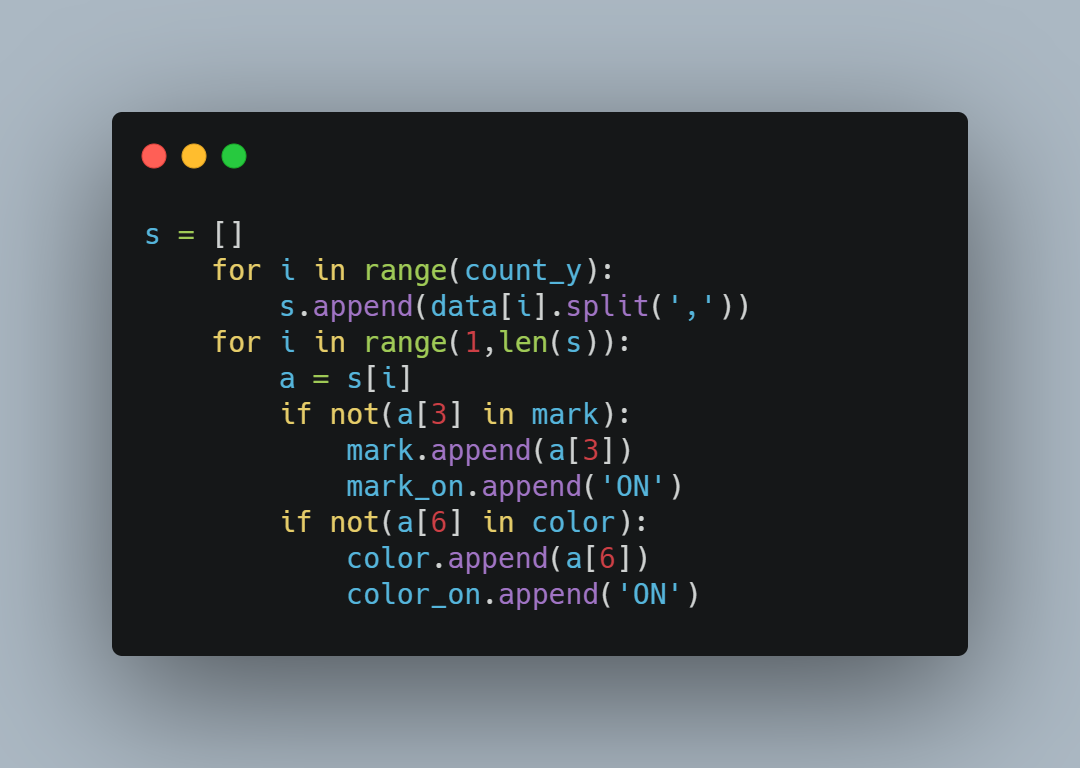 s = []
    for i in range(count_y):
        s.append(data[i].split(','))
    for i in range(1,len(s)):
        a = s[i]
        if not(a[3] in mark):
            mark.append(a[3])
            mark_on.append('ON')
        if not(a[6] in color):
            color.append(a[6])
            color_on.append('ON')